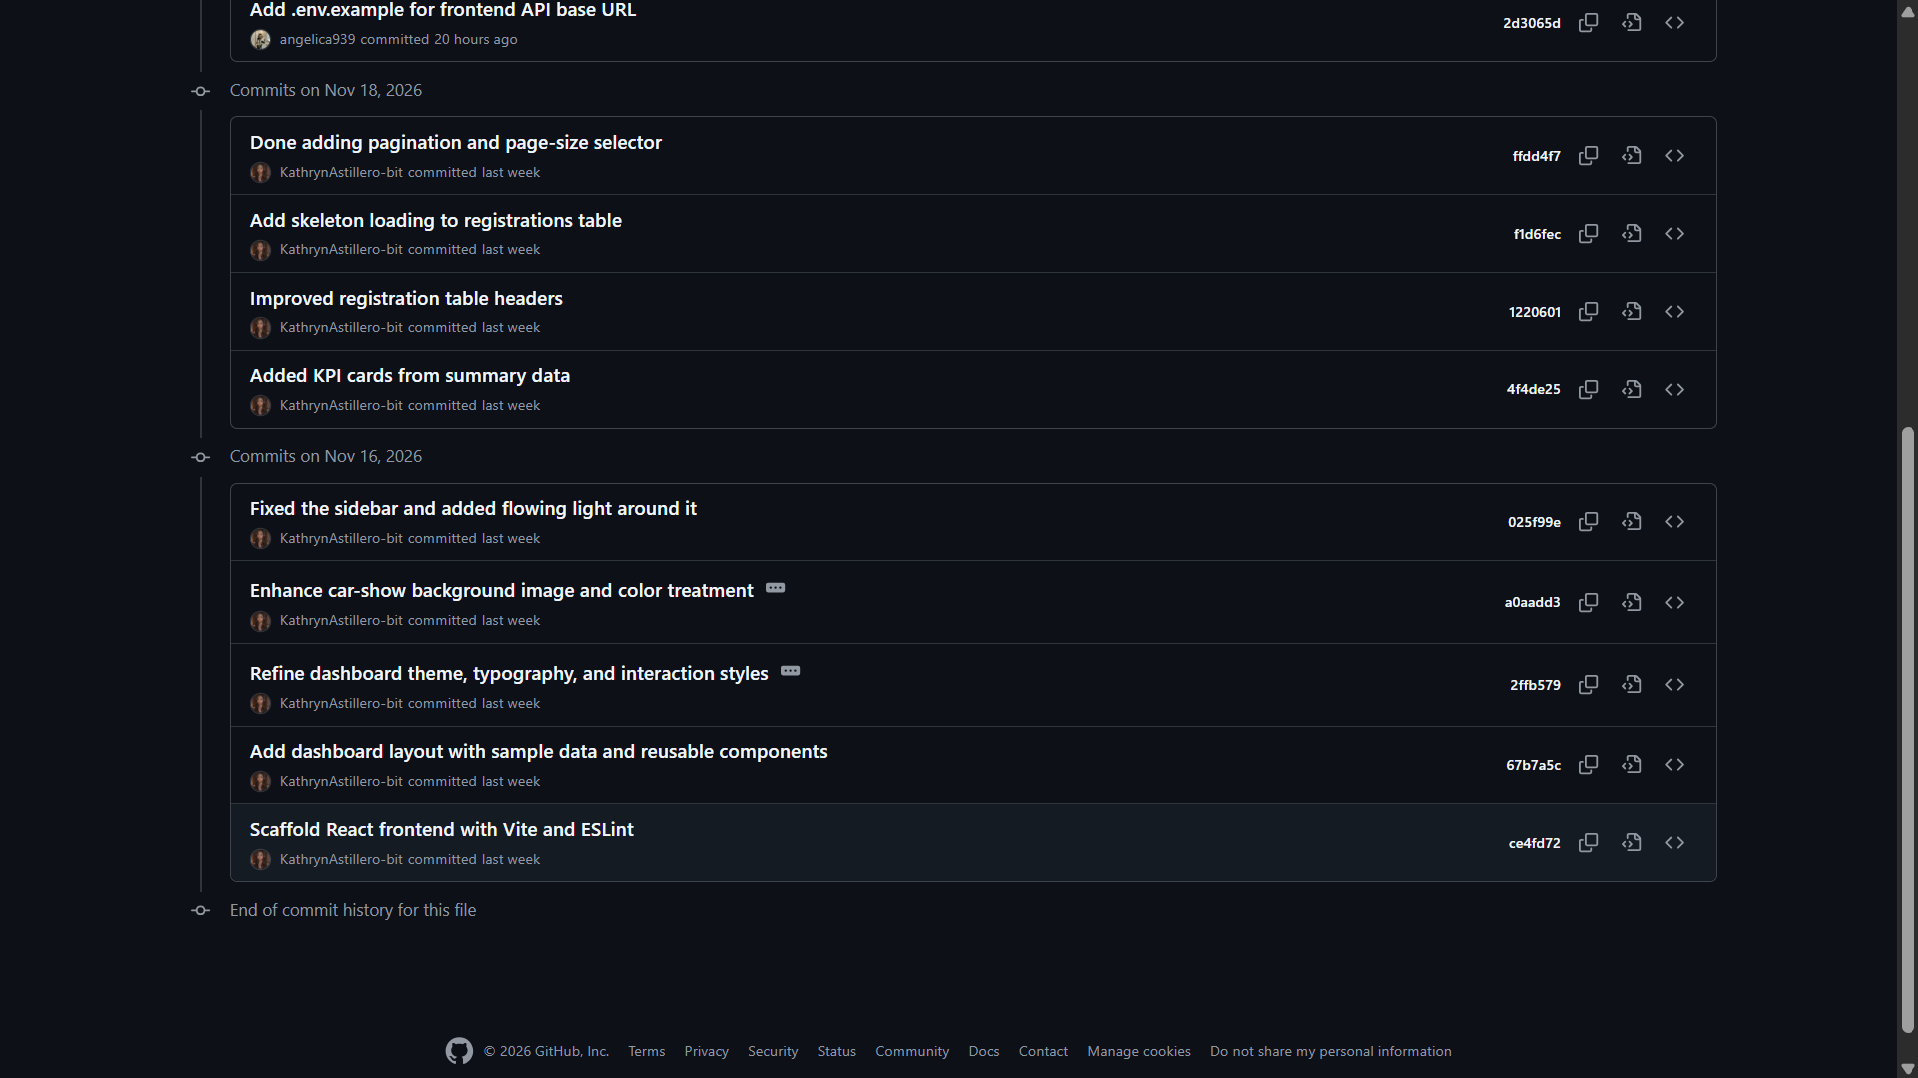 Add .env.example for frontend API base URL
angelica939 committed 20 hours ago
2d3065d
Commits on Nov 18, 2026
Done adding pagination and page-size selector
KathrynAstillero-bit committed last week
ffdd4f7
Add skeleton loading to registrations table
KathrynAstillero-bit committed last week
f1d6fec
Improved registration table headers
KathrynAstillero-bit committed last week
1220601
Added KPI cards from summary data
KathrynAstillero-bit committed last week
4f4de25
Commits on Nov 16, 2026
Fixed the sidebar and added flowing light around it
KathrynAstillero-bit committed last week
025f99e
Enhance car-show background image and color treatment
KathrynAstillero-bit committed last week
a0aadd3
Refine dashboard theme, typography, and interaction styles
KathrynAstillero-bit committed last week
2ffb579
Add dashboard layout with sample data and reusable components
KathrynAstillero-bit committed last week
67b7a5c
Scaffold React frontend with Vite and ESLint
KathrynAstillero-bit committed last week
ce4fd72
End of commit history for this file
© 2026 GitHub, Inc. Terms Privacy Security Status Community Docs Contact Manage cookies Do not share my personal information